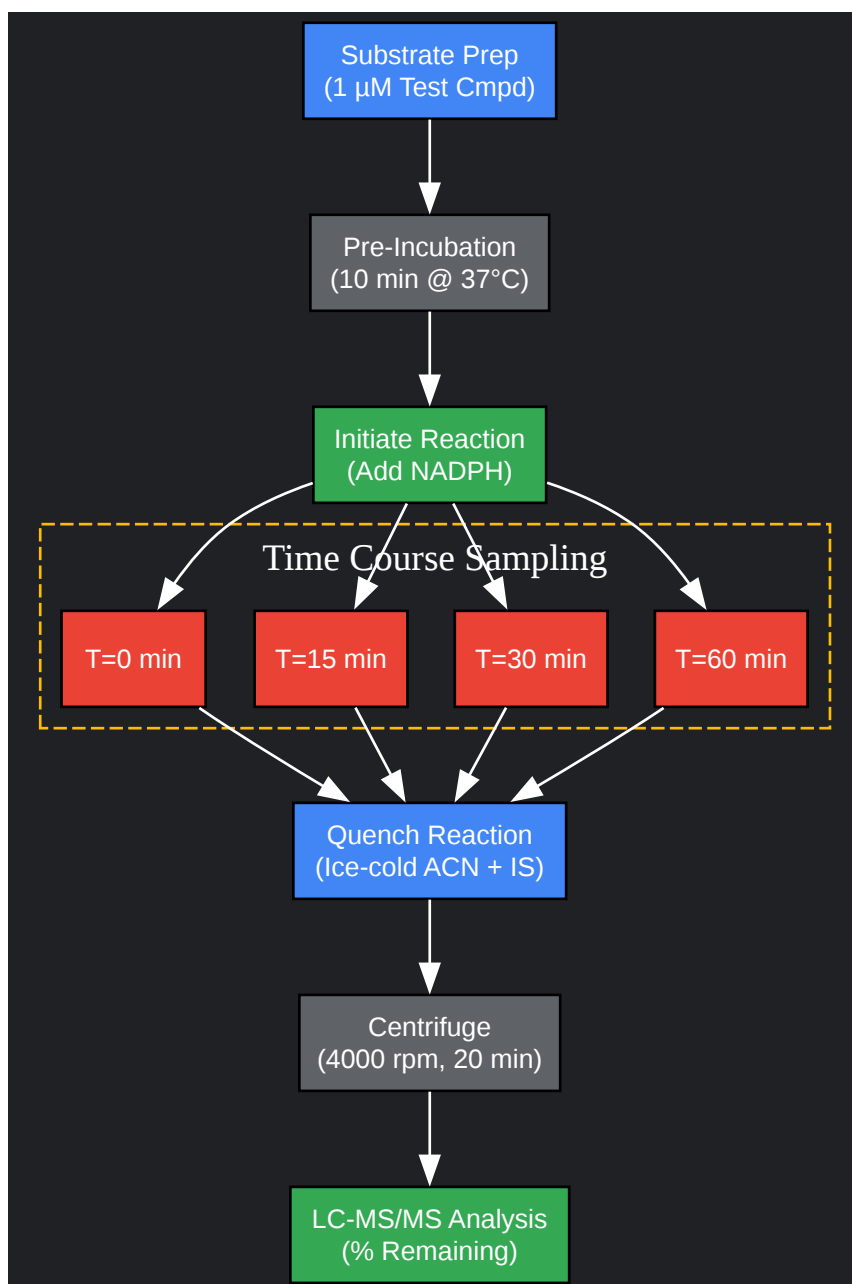 Substrate Prep
(1 µM Test Cmpd)
Pre-Incubation
(10 min @ 37°C)
Initiate Reaction
(Add NADPH)
Time Course Sampling
T=0 min
T=15 min
T=30 min
T=60 min
Quench Reaction
(Ice-cold ACN + IS)
Centrifuge
(4000 rpm, 20 min)
LC-MS/MS Analysis
(% Remaining)